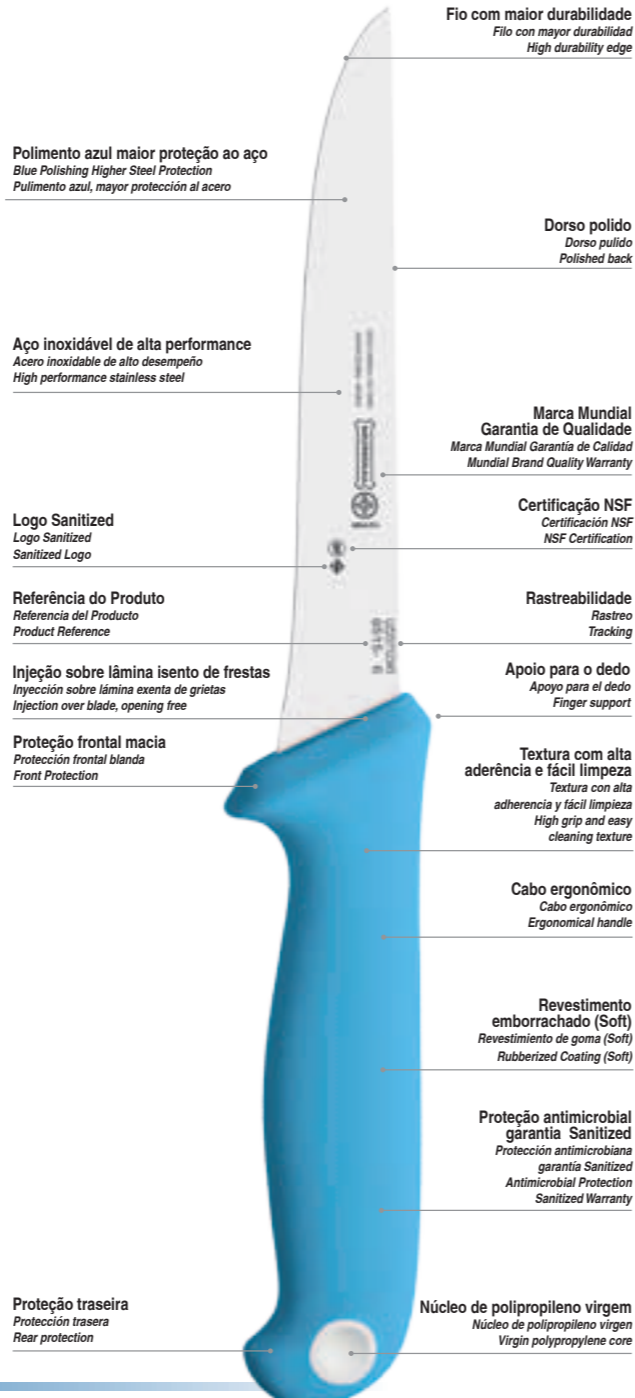 Fio com maior durabilidade
Filo con mayor durabilidad
High durability edge
Polimento azul maior proteção ao aço
Blue Polishing Higher Steel Protection
Pulimento azul, mayor protección al acero
Dorso polido
Dorso pulido
Polished back
Aço inoxidável de alta performance
Acero inoxidable de alto desempeño
High performance stainless steel
Marca Mundial
Garantia de Qualidade
Marca Mundial Garantía de Calidad
Mundial Brand Quality Warranty
Certificação NSF
Certificación NSF
NSF Certification
Logo Sanitized
Logo Sanitized
Sanitized Logo
Referência do Produto
Referencia del Producto
Product Reference
Rastreabilidade
Rastreo
Tracking
Injeção sobre lâmina isento de frestas
Inyección sobre lámina exenta de grietas
Injection over blade, opening free
Apoio para o dedo
Apoyo para el dedo
Finger support
Proteção frontal macia
Protección frontal blanda
Front Protection
Textura com alta
aderência e fácil limpeza
Textura con alta
adherencia y fácil limpieza
High grip and easy
cleaning texture
Cabo ergonômico
Cabo ergonômico
Ergonomical handle
Revestimento
emborrachado (Soft)
Revestimiento de goma (Soft)
Rubberized Coating (Soft)
Proteção antimicrobial
garantia Sanitized
Protección antimicrobiana
garantía Sanitized
Antimicrobial Protection
Sanitized Warranty
Proteção traseira
Protección trasera
Rear protection
Núcleo de polipropileno virgem
Núcleo de polipropileno virgen
Virgin polypropylene core